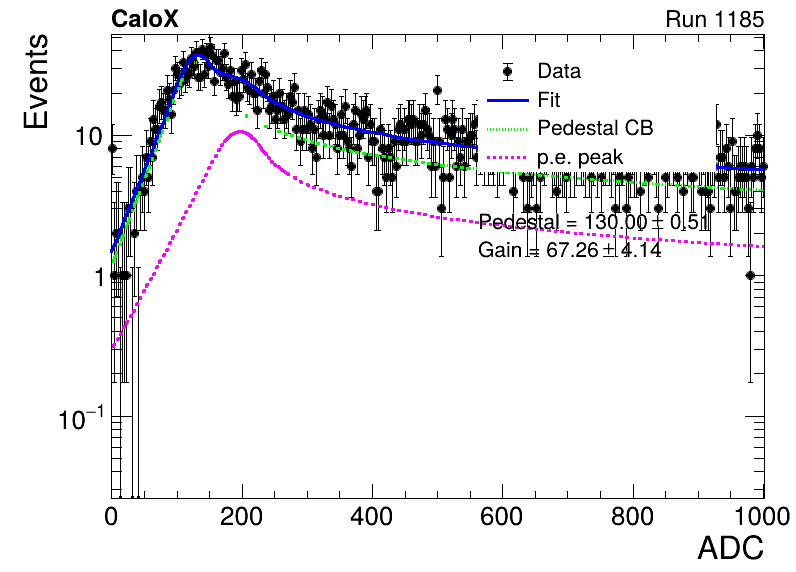 CaloX Run 1185
Events
Data
Fit
Pedestal CB
p.e. peak
Pedestal = 130.00 ± 0.51
Gain = 67.26 ± 4.14
10
1
10⁻¹
0 200 400 600 800 1000
ADC